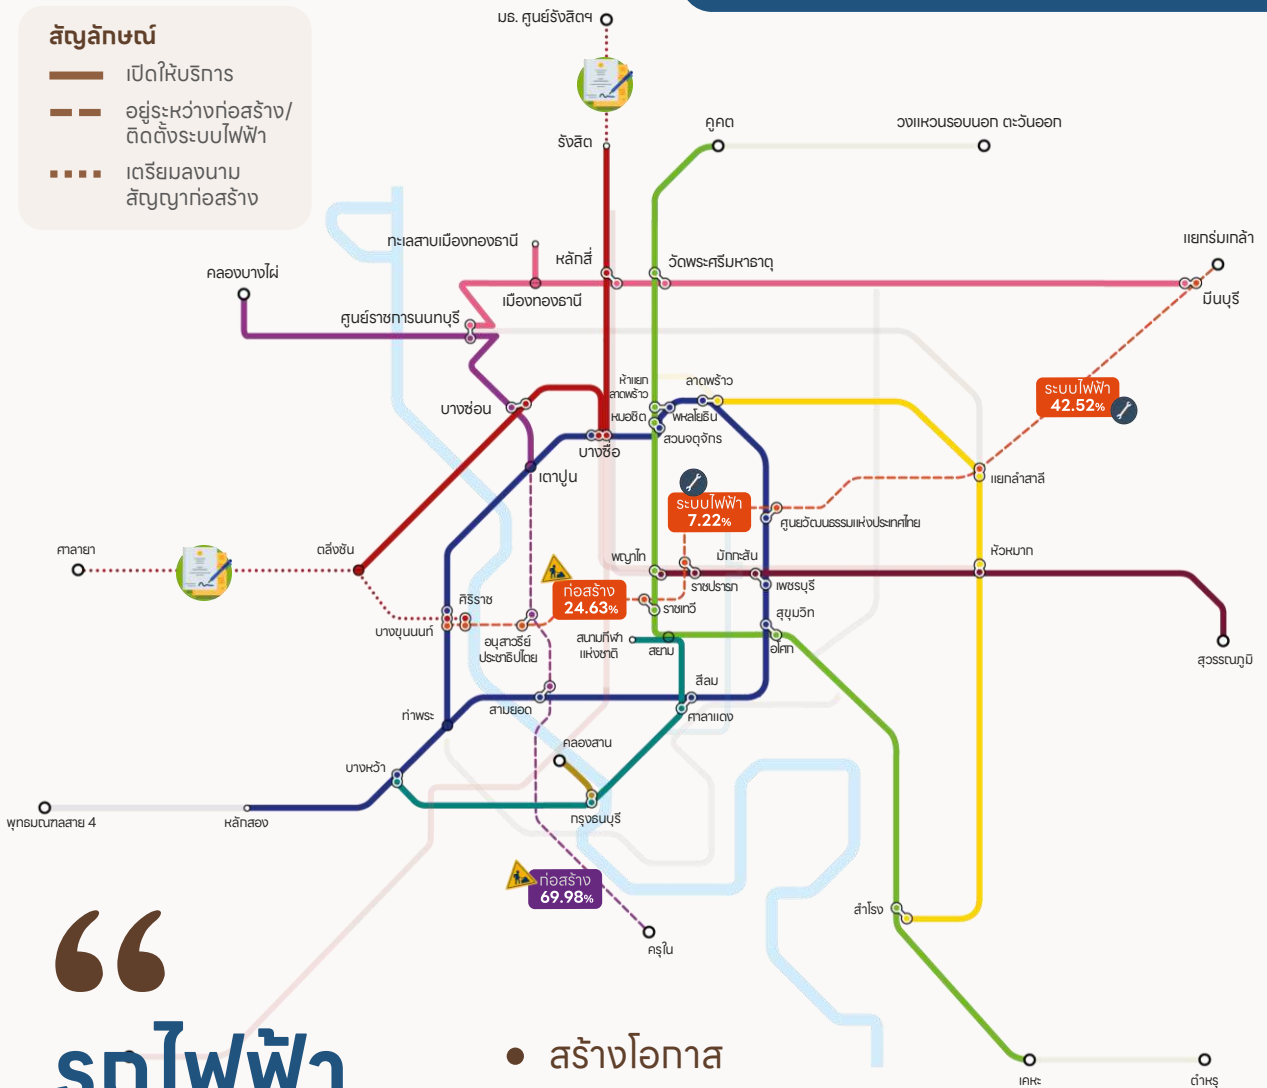 มธ. ศูนย์รังสิตฯ
สัญลักษณ์
เปิดให้บริการ
อยู่ระหว่างก่อสร้าง/
ติดตั้งระบบไฟฟ้า
เตรียมลงนาม
สัญญาก่อสร้าง
รังสิต
คูคต
วงแหวนรอบนอก ตะวันออก
ทะเลสาบเมืองทองธานี
หลักสี่
วัดพระศรีมหาธาตุ
แยกร่มเกล้า
คลองบางไผ่
เมืองทองธานี
มีนบุรี
ศูนย์ราชการนนทบุรี
ห้าแยก
ลาดพร้าว
ลาดพร้าว
ระบบไฟฟ้า
42.52%
บางซ่อน
หมอชิต
พหลโยธิน
สวนจตุจักร
บางซื่อ
เตาปูน
แยกลำสาลี
ระบบไฟฟ้า
7.22%
ศูนย์วัฒนธรรมแห่งประเทศไทย
ศาลายา
ตลิ่งชัน
พญาไท
มักกะสัน
หัวหมาก
ราชปรารภ
เพชรบุรี
ก่อสร้าง
24.63%
ศิริราช
ราชเทวี
สุขุมวิท
บางขุนนนท์
อนุสาวรีย์
ประชาธิปไตย
สนามกีฬา
แห่งชาติ
สยาม
อโศก
สุวรรณภูมิ
สีลม
สามยอด
ศาลาแดง
ท่าพระ
คลองสาน
บางหว้า
กรุงธนบุรี
พุทธมณฑลสาย 4
หลักสอง
ก่อสร้าง
69.98%
สำโรง
ครุใน
รถไฟฟ้า
• สร้างโอกาส
เคหะ
ตำหรุ